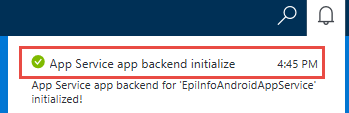 App Service app backend initialize 4:45 PM
App Service app backend for 'EpiInfoAndroidAppService'
initialized!